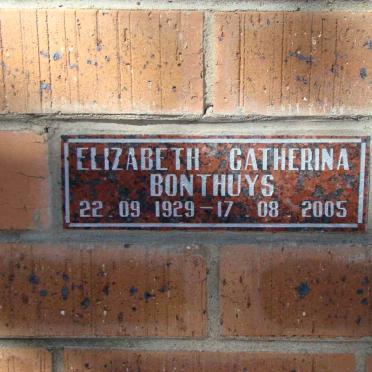 ELIZABETH CATHERINA
BONTHUYS
22.09 1929-17 08.2005